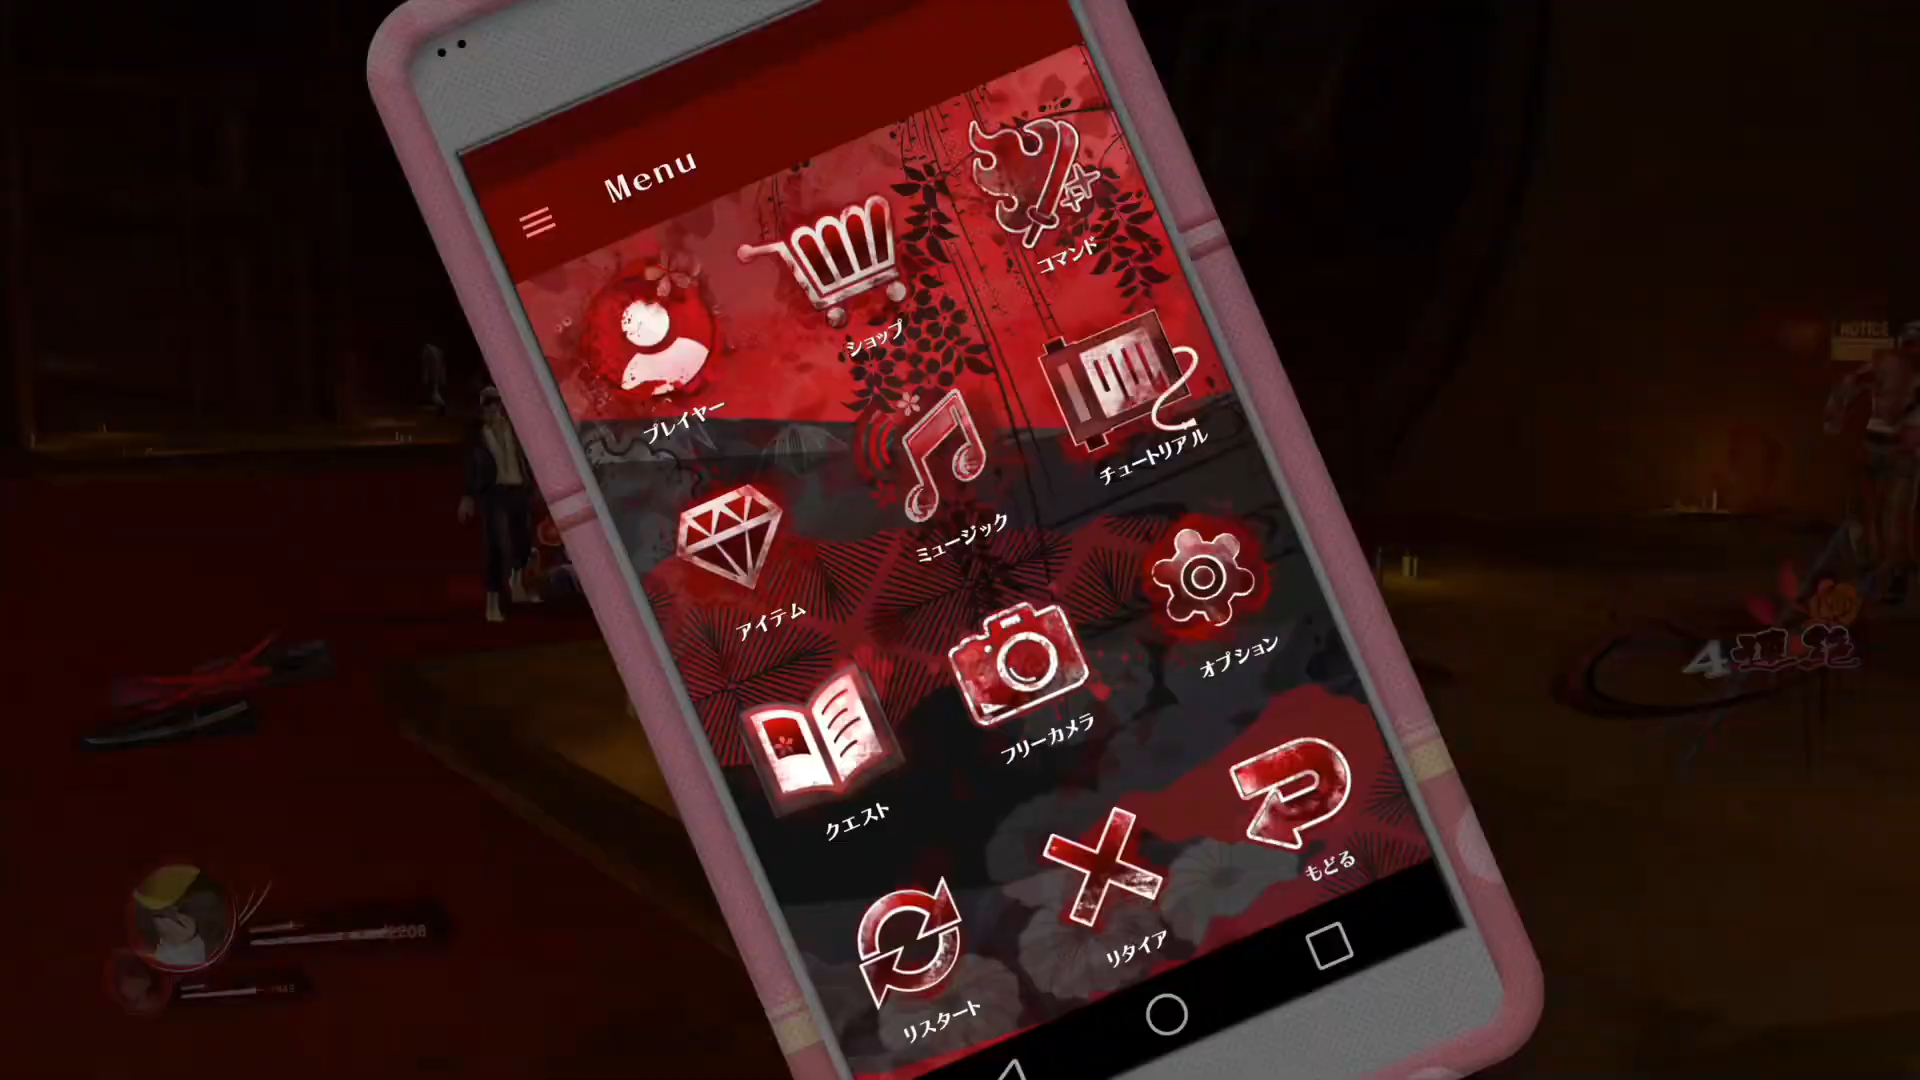 Menu
プレイヤー
ショップ
コマンド
アイテム
ミュージック
チュートリアル
クエスト
フリーカメラ
オプション
リスタート
リタイア
もどる
NOTICE
2208